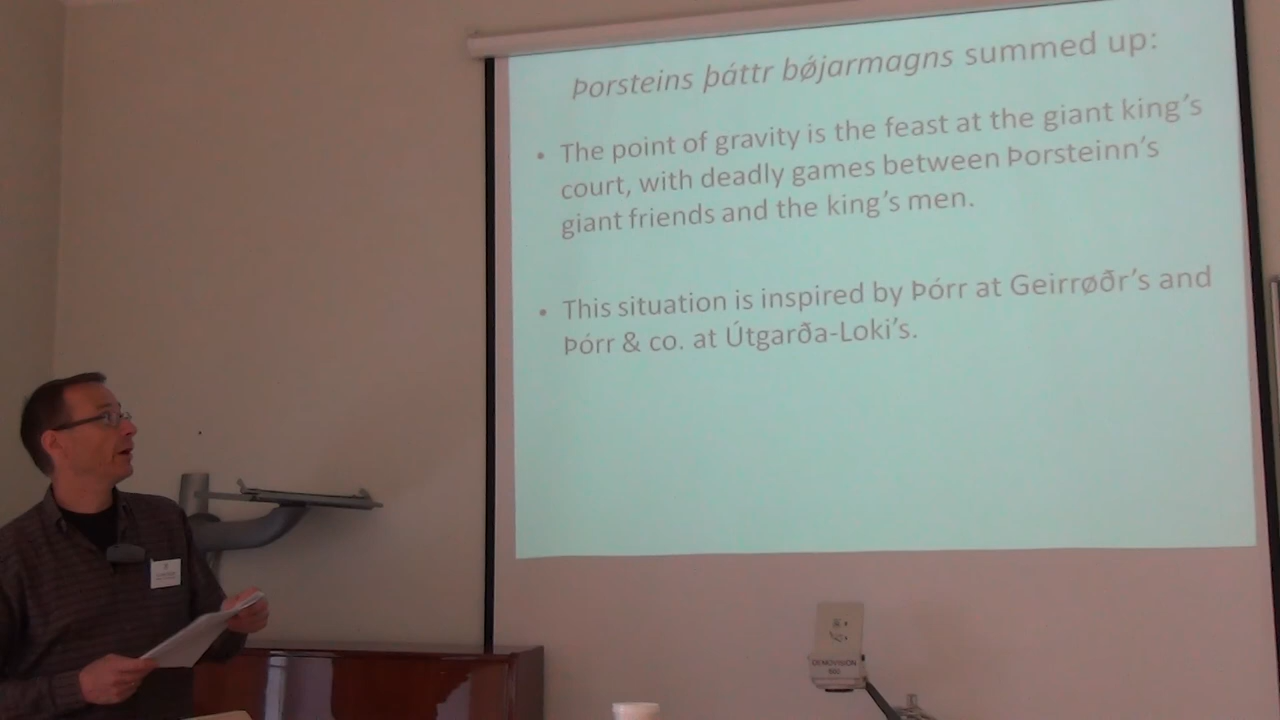 Þorsteins þáttr bǿjarmagns summed up:
• The point of gravity is the feast at the giant king's
court, with deadly games between Þorsteinn's
giant friends and the king's men.
• This situation is inspired by Þórr at Geirrøðr's and
Þórr & co. at Útgarða-Loki's.